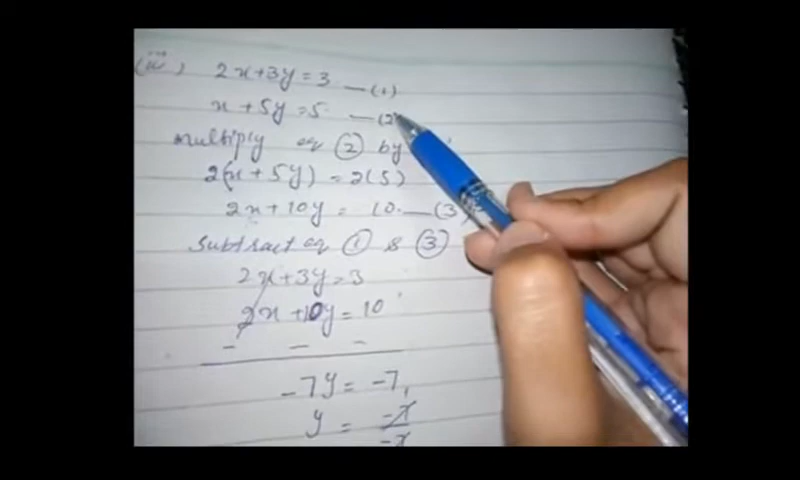 (iii) 2x+3y=3 —(1)
x+5y=5 —(2)
multiply eq ② by
2(x+5y)=2(5)
2x+10y=10 —(3)
subtract eq ① & ③
2x+3y=3
2x+10y=10
- - -
-7y=-7
y = -7/-7